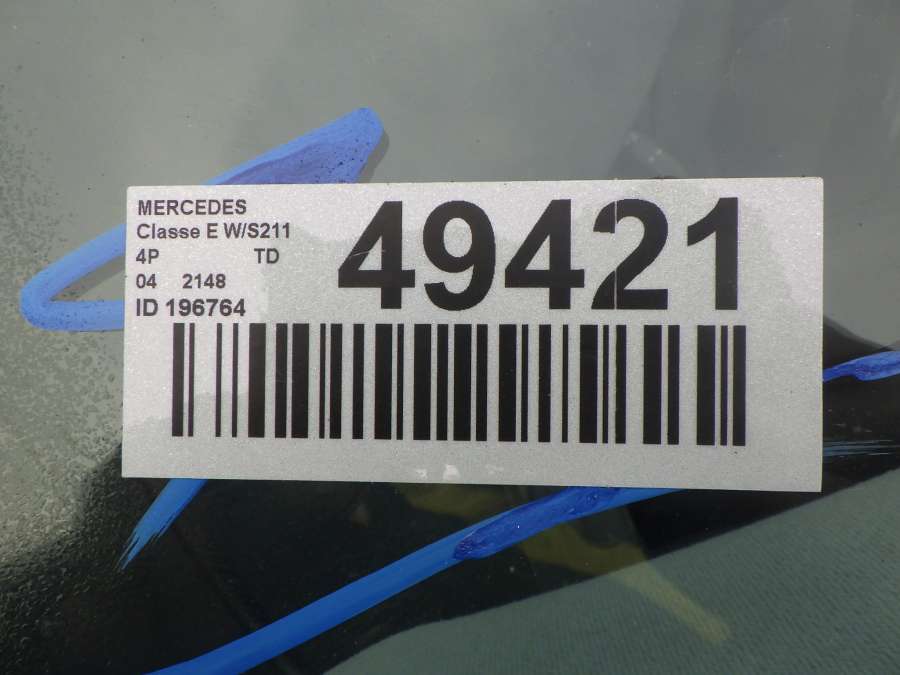 MERCEDES
Classe E W/S211
4P TD
04 2148
ID 196764
49421